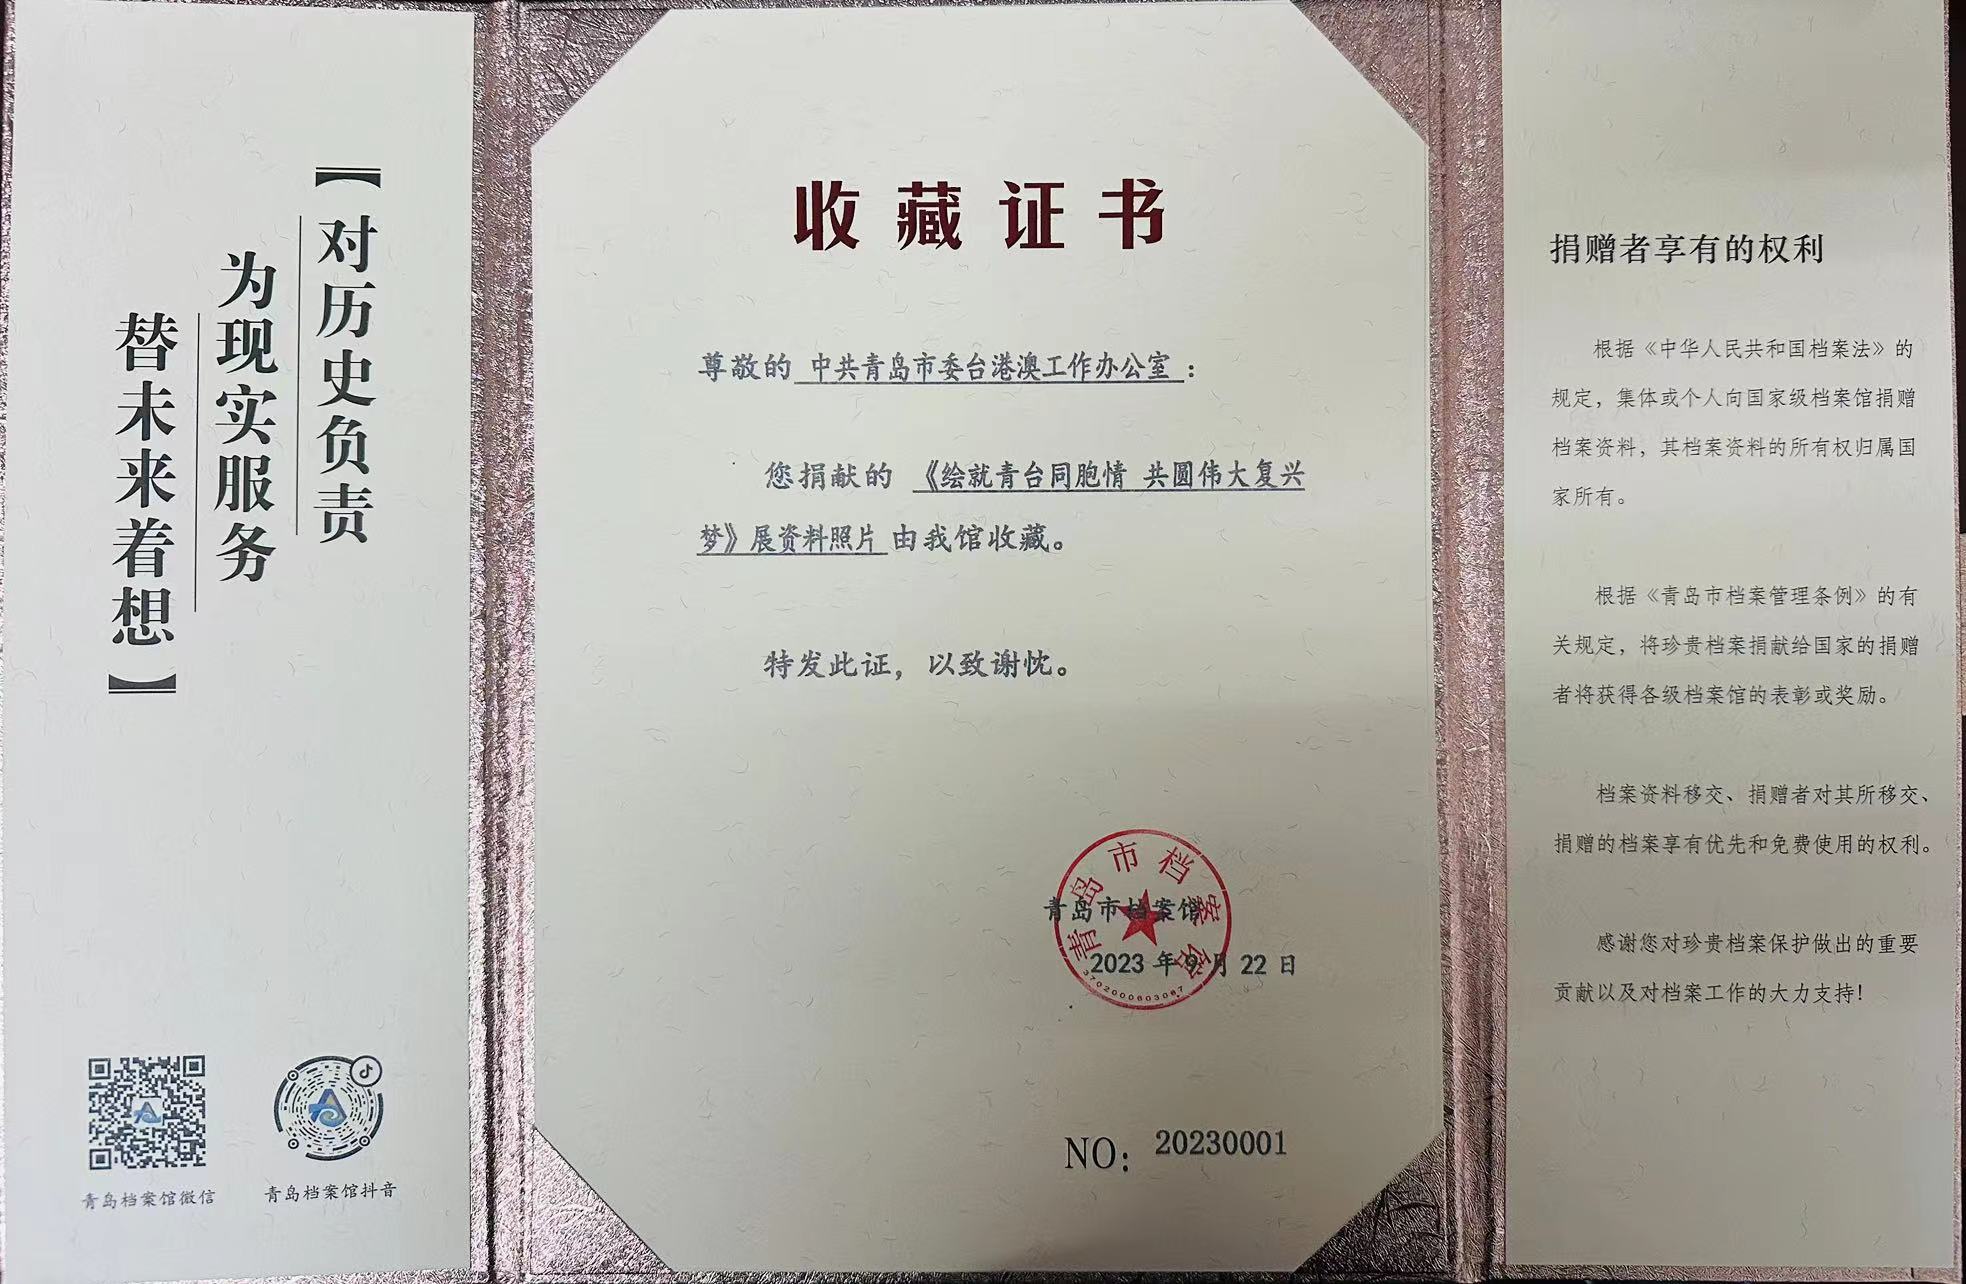 【对历史负责
为现实服务
替未来着想】
青岛档案馆微信
青岛档案馆抖音
收藏证书
尊敬的 中共青岛市委台港澳工作办公室：
您捐献的 《绘就青台同胞情 共圆伟大复兴
梦》展资料照片 由我馆收藏。
特发此证，以致谢忱。
青岛市档案馆
2023 年 9 月 22 日
青岛市档案馆
3702000603067
NO: 20230001
捐赠者享有的权利
根据《中华人民共和国档案法》的
规定，集体或个人向国家级档案馆捐赠
档案资料，其档案资料的所有权归属国
家所有。
根据《青岛市档案管理条例》的有
关规定，将珍贵档案捐献给国家的捐赠
者将获得各级档案馆的表彰或奖励。
档案资料移交、捐赠者对其所移交、
捐赠的档案享有优先和免费使用的权利。
感谢您对珍贵档案保护做出的重要
贡献以及对档案工作的大力支持！